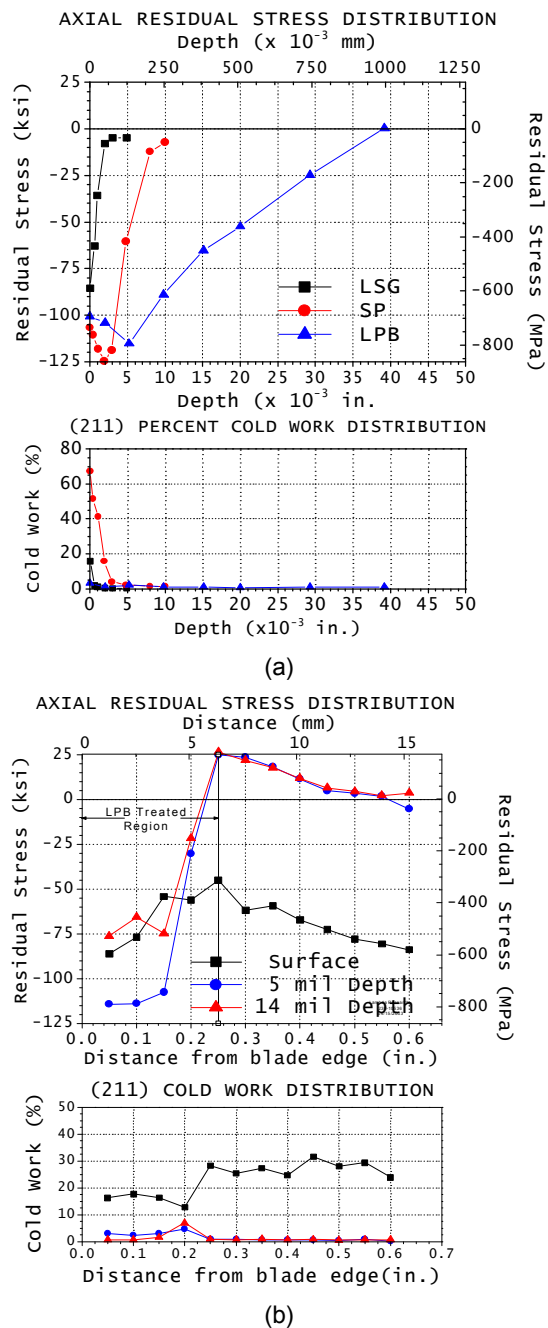 AXIAL RESIDUAL STRESS DISTRIBUTION
Depth (x 10-3 mm)
0 250 500 750 1000 1250
25
0
-25
-50
-75
-100
-125
Residual Stress (ksi)
0
-200
-400
-600
-800
Residual Stress (MPa)
LSG
SP
LPB
0 5 10 15 20 25 30 35 40 45 50
Depth (x 10-3 in.
(211) PERCENT COLD WORK DISTRIBUTION
80
60
40
20
0
Cold Work (%)
0 10 20 30 40 50
Depth (x10-3 in.)
(a)
AXIAL RESIDUAL STRESS DISTRIBUTION
Distance (mm)
0 5 10 15
25
0
-25
-50
-75
-100
-125
Residual Stress (ksi)
0
-200
-400
-600
-800
Residual Stress (MPa)
LPB Treated
Region
Surface
5 mil Depth
14 mil Depth
0.0 0.1 0.2 0.3 0.4 0.5 0.6
Distance from blade edge (in.)
(211) COLD WORK DISTRIBUTION
50
40
30
20
10
0
Cold Work (%)
0.0 0.1 0.2 0.3 0.4 0.5 0.6 0.7
Distance from blade edge(in.)
(b)